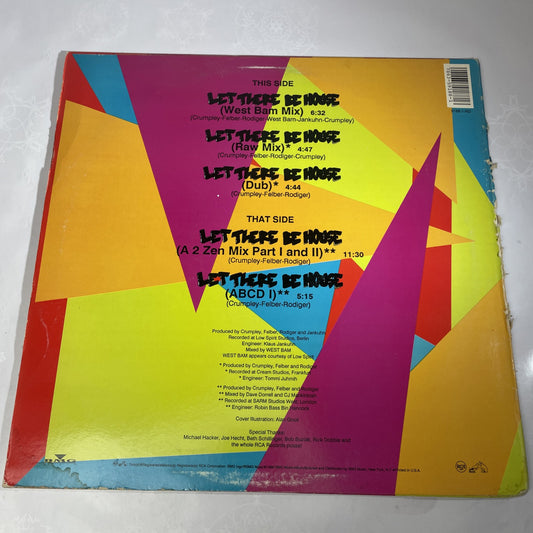 THIS SIDE
LET THERE BE HOUSE
(West Bam Mix) 6:32
(Crumpley-Felber-Rodiger-West Bam-Jankuhn-Crumpley)
LET THERE BE HOUSE
(Raw Mix)* 4:47
(Crumpley-Felber-Rodiger-Crumpley)
LET THERE BE HOUSE
(Dub)* 4:44
(Crumpley-Felber-Rodiger)
THAT SIDE
LET THERE BE HOUSE
(A 2 Zen Mix Part I and II)** 11:30
(Crumpley-Felber-Rodiger)
LET THERE BE HOUSE
(ABCD I)** 5:15
(Crumpley-Felber-Rodiger)
Produced by Crumpley, Felber, Rodiger and Jankuhn
Recorded at Low Spirit Studios, Berlin
Engineer: Klaus Jankuhn
Mixed by WEST BAM
WEST BAM appears courtesy of Low Spirit
* Produced by Crumpley, Felber and Rodiger
* Recorded at Cream Studios, Frankfurt
* Engineer: Tommi
** Produced by Crumpley, Felber and Rodiger
** Mixed by Dave Dorrell and CJ Mackintosh
** Recorded at SARM Studios West, London
** Engineer: Robin Hancock
Cover Illustration: Alan
Special Thanks:
Michael Hacker, Joe Hecht, Beth Schillinger, Bob Buziak, Rick Dobbis and
the whole RCA Records posse!
BMG
RCA